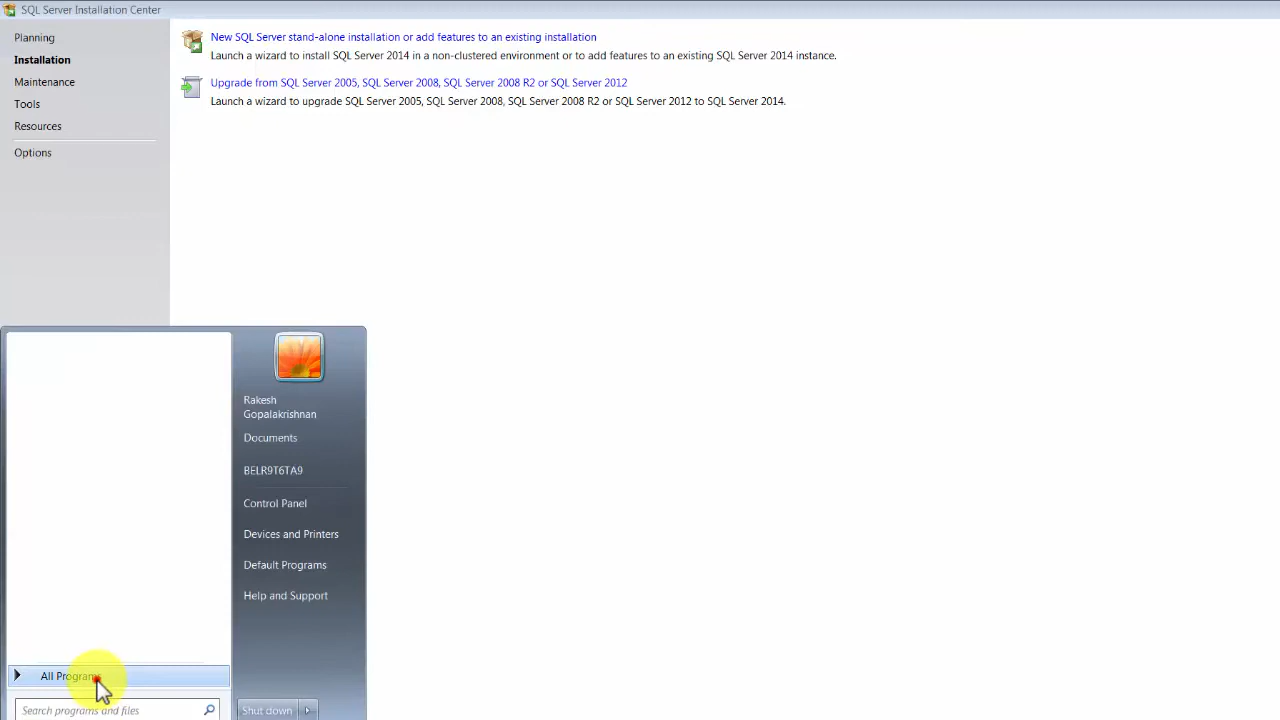 SQL Server Installation Center
Planning
Installation
Maintenance
Tools
Resources
Options
New SQL Server stand-alone installation or add features to an existing installation
Launch a wizard to install SQL Server 2014 in a non-clustered environment or to add features to an existing SQL Server 2014 instance.
Upgrade from SQL Server 2005, SQL Server 2008, SQL Server 2008 R2 or SQL Server 2012
Launch a wizard to upgrade SQL Server 2005, SQL Server 2008, SQL Server 2008 R2 or SQL Server 2012 to SQL Server 2014.
Rakesh
Gopalakrishnan
Documents
BELR9T6TA9
Control Panel
Devices and Printers
Default Programs
Help and Support
All Programs
Search programs and files
Shut down